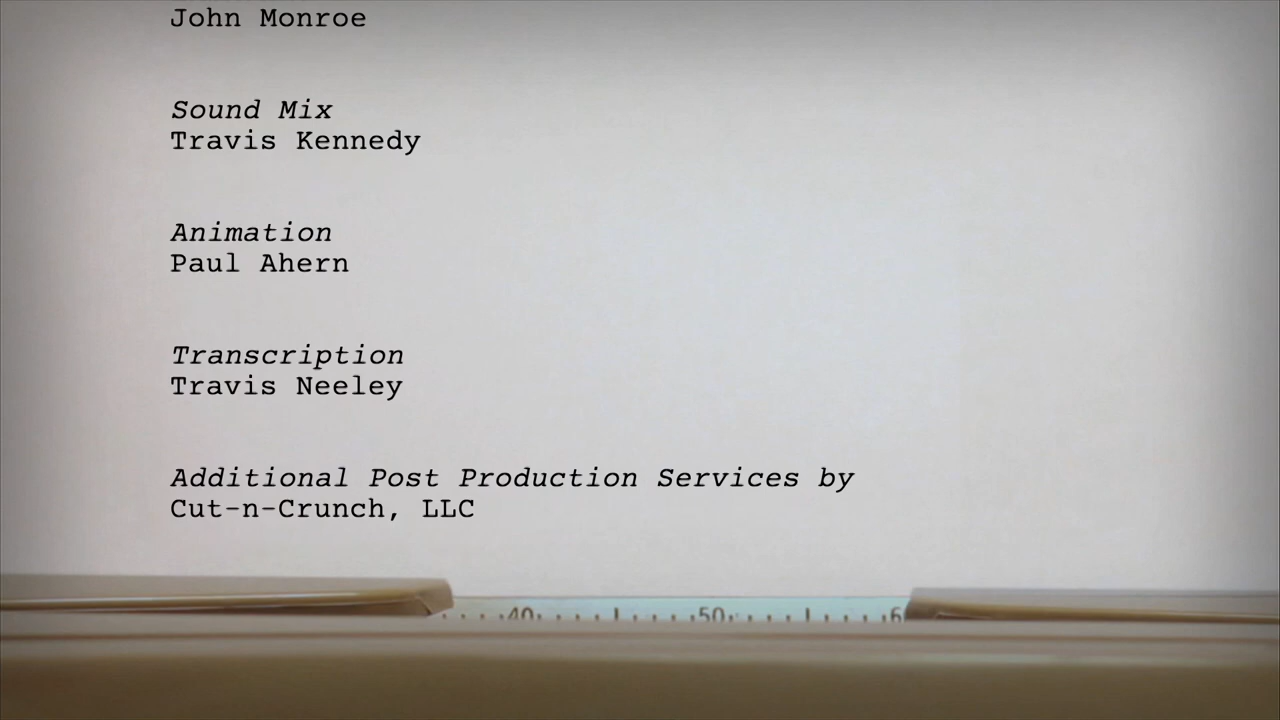 John Monroe
Sound Mix
Travis Kennedy
Animation
Paul Ahern
Transcription
Travis Neeley
Additional Post Production Services by
Cut-n-Crunch, LLC
40 50 6